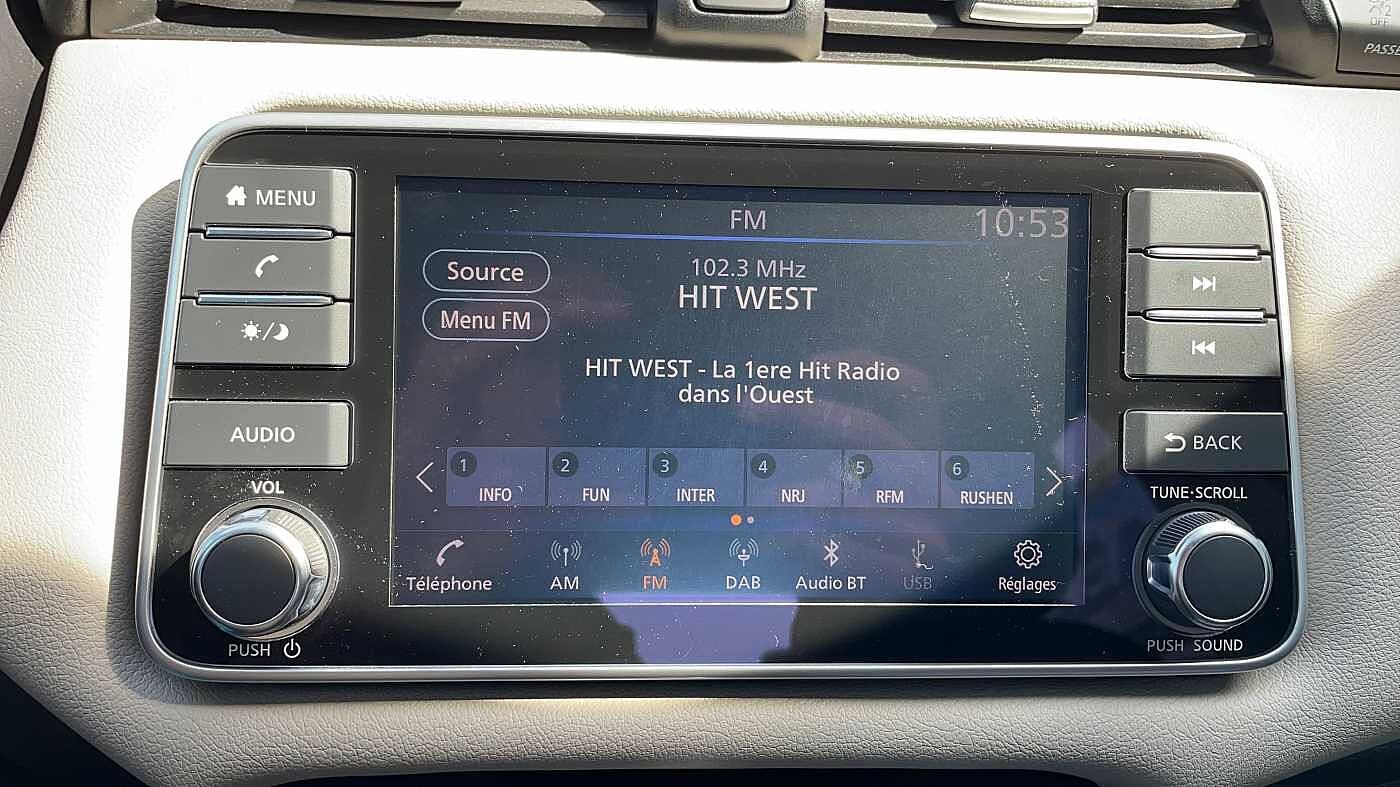 OFF
MENU
FM
10:53
Source
102.3 MHz
HIT WEST
Menu FM
HIT WEST - La 1ere Hit Radio
dans l'Ouest
AUDIO
BACK
1 INFO
2 FUN
3 INTER
4 NRJ
5 RFM
6 RUSHEN
VOL
TUNE·SCROLL
Téléphone
AM
FM
DAB
Audio BT
USB
Réglages
PUSH
PUSH SOUND